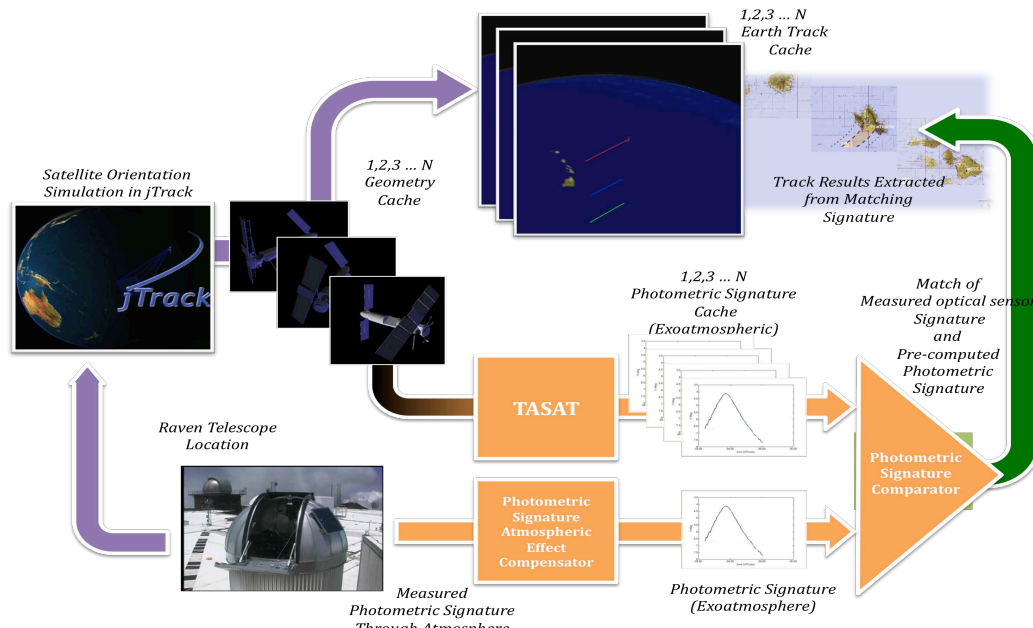 1,2,3 ... N
Earth Track
Cache
1,2,3 ... N
Geometry
Cache
Satellite Orientation
Simulation in jTrack
jTrack
Track Results Extracted
from Matching
Signature
1,2,3 ... N
Photometric Signature
Cache
(Exoatmospheric)
Match of
Measured optical sensor
Signature
and
Pre-computed
Photometric
Signature
TASAT
Raven Telescope
Location
Photometric
Signature
Comparator
Photometric
Signature
Atmospheric
Effect
Compensator
Measured
Photometric Signature
Through Atmosphere
Photometric Signature
(Exoatmosphere)